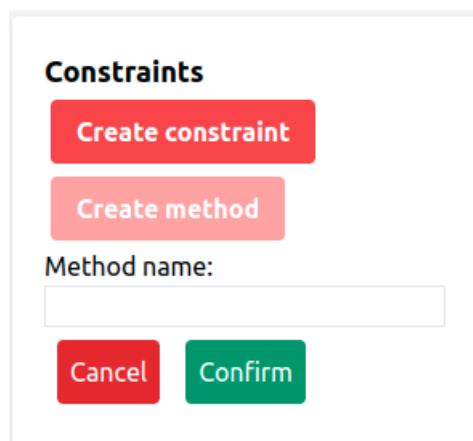 Constraints
Create constraint
Create method
Method name:
Cancel Confirm